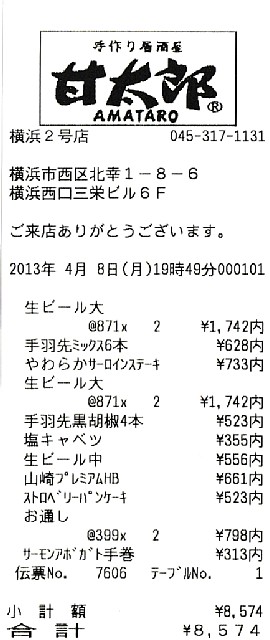 手作り居酒屋
甘太郎®
AMATARO
横浜２号店 045-317-1131
横浜市西区北幸１－８－６
横浜西口三栄ビル６Ｆ
ご来店ありがとうございます。
2013年 4月 8日(月)19時49分000101
生ビール大
@871x 2 ¥1,742内
手羽先ﾐｯｸｽ6本 ¥628内
やわらかサーロインステーキ ¥733内
生ビール大
@871x 2 ¥1,742内
手羽先黒胡椒4本 ¥523内
塩キャベツ ¥355内
生ビール中 ¥556内
山崎ﾌﾟﾚﾐｱﾑHB ¥661内
ｽﾄﾛﾍﾞﾘｰﾊﾟﾝｹｰｷ ¥523内
お通し
@399x 2 ¥798内
ｻｰﾓﾝｱﾎﾞｶﾞﾄ手巻 ¥313内
伝票No. 7606 ﾃｰﾌﾞﾙNo. 1
小 計 額 ¥8,574
合 計 ¥8,574